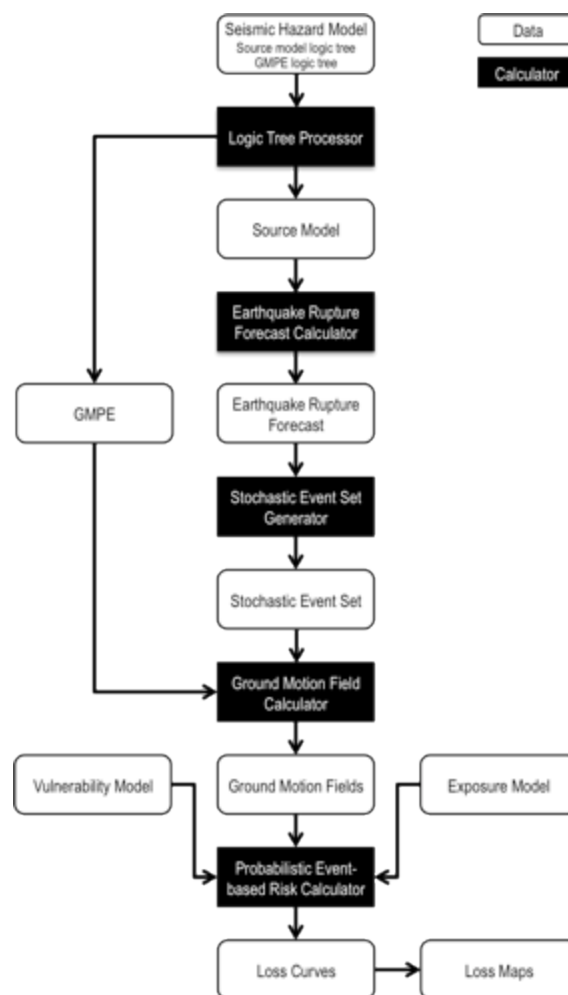 Seismic Hazard Model
Source model logic tree
GMPE logic tree
Data
Calculator
Logic Tree Processor
Source Model
Earthquake Rupture
Forecast Calculator
GMPE
Earthquake Rupture
Forecast
Stochastic Event Set
Generator
Stochastic Event Set
Ground Motion Field
Calculator
Vulnerability Model
Ground Motion Fields
Exposure Model
Probabilistic Event-
based Risk Calculator
Loss Curves
Loss Maps